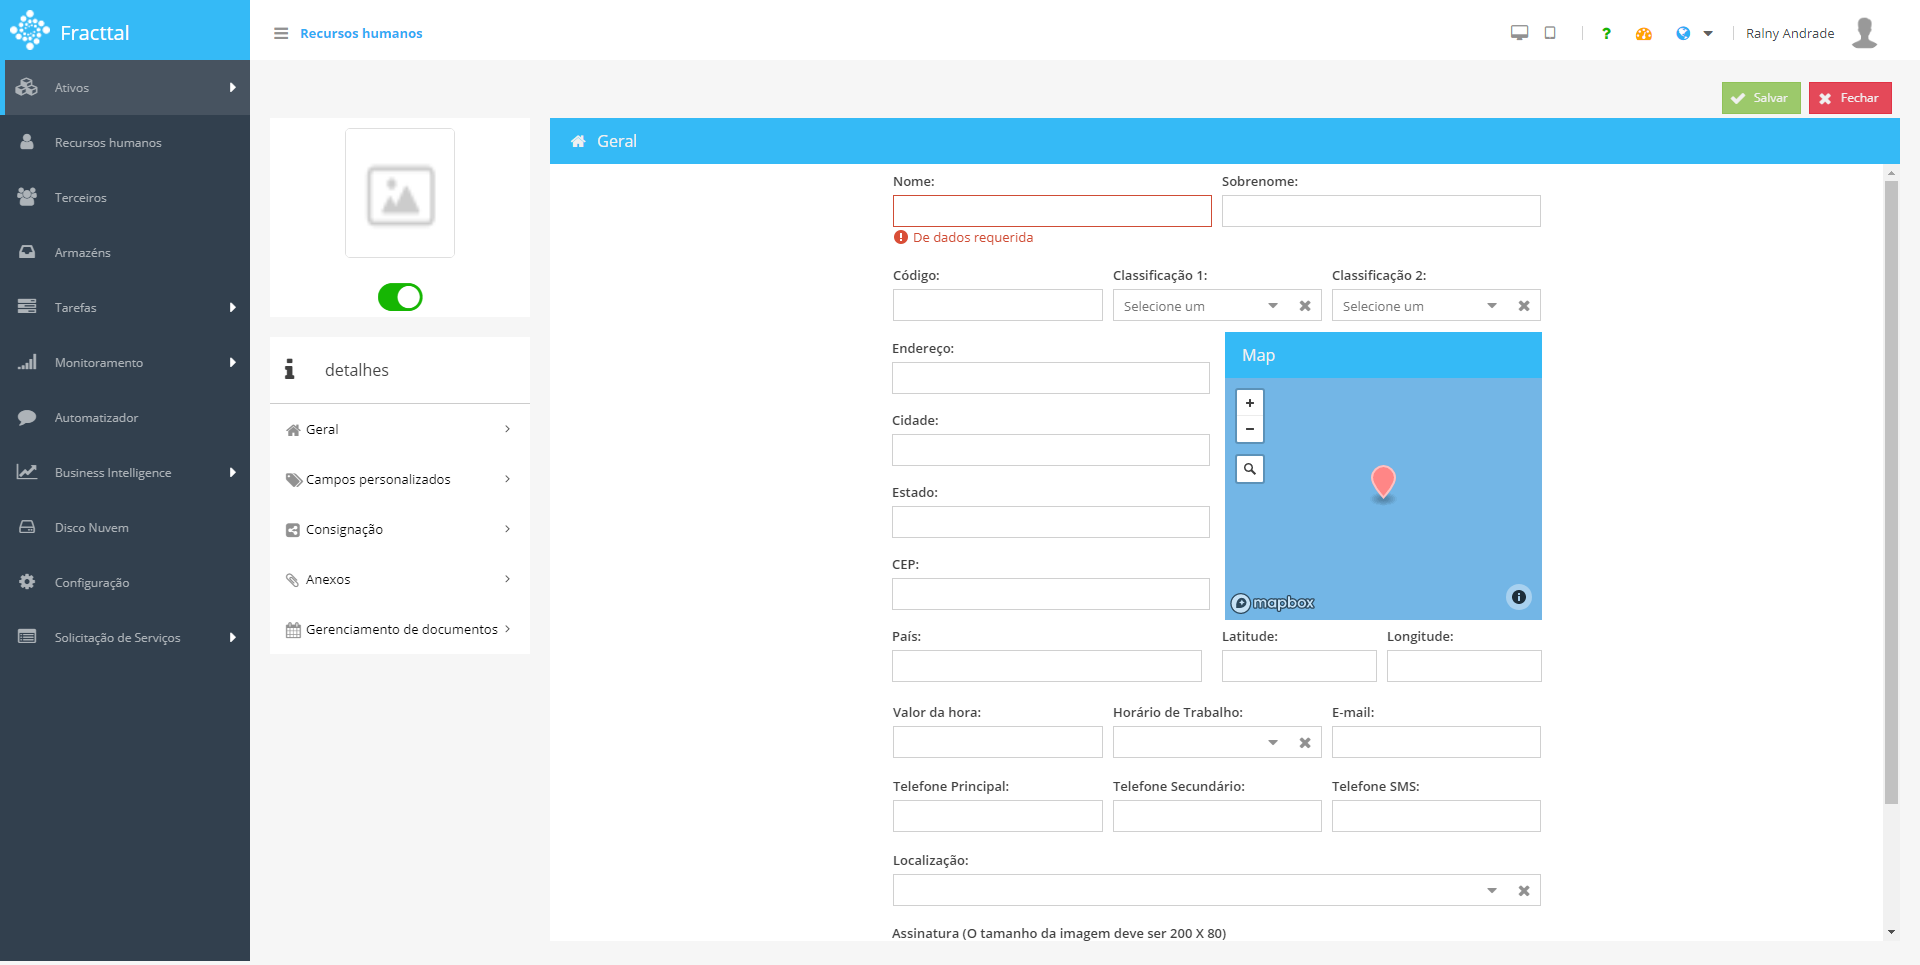 Fracttal
Recursos humanos
?
Ralny Andrade
Ativos
Recursos humanos
Terceiros
Armazéns
Tarefas
Monitoramento
Automatizador
Business Intelligence
Disco Nuvem
Configuração
Solicitação de Serviços
Salvar
Fechar
detalhes
Geral
Campos personalizados
Consignação
Anexos
Gerenciamento de documentos
Geral
Nome: Sobrenome:
De dados requerida
Código: Classificação 1: Classificação 2:
Selecione um Selecione um
Endereço:
Map
+
−
Cidade:
Estado:
CEP:
mapbox
País: Latitude: Longitude:
Valor da hora: Horário de Trabalho: E-mail:
Telefone Principal: Telefone Secundário: Telefone SMS:
Localização:
Assinatura (O tamanho da imagem deve ser 200 X 80)